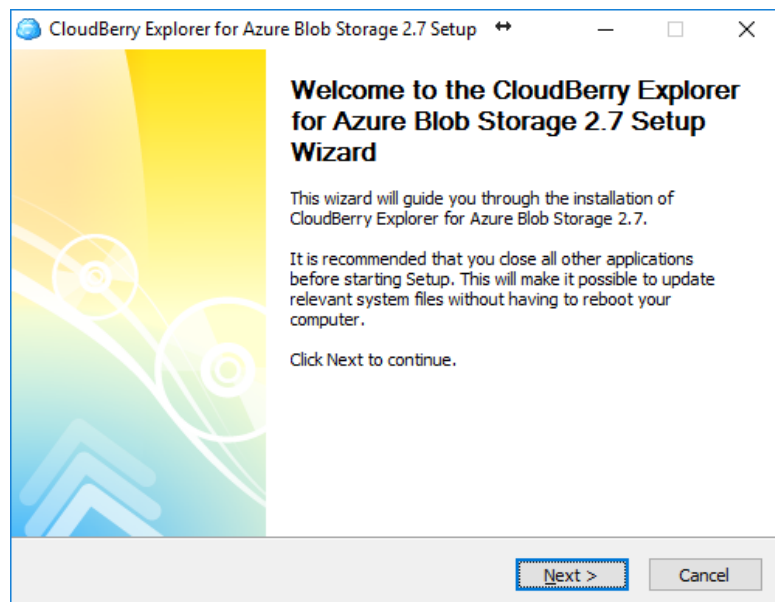 CloudBerry Explorer for Azure Blob Storage 2.7 Setup
Welcome to the CloudBerry Explorer
for Azure Blob Storage 2.7 Setup
Wizard
This wizard will guide you through the installation of
CloudBerry Explorer for Azure Blob Storage 2.7.
It is recommended that you close all other applications
before starting Setup. This will make it possible to update
relevant system files without having to reboot your
computer.
Click Next to continue.
Next >
Cancel